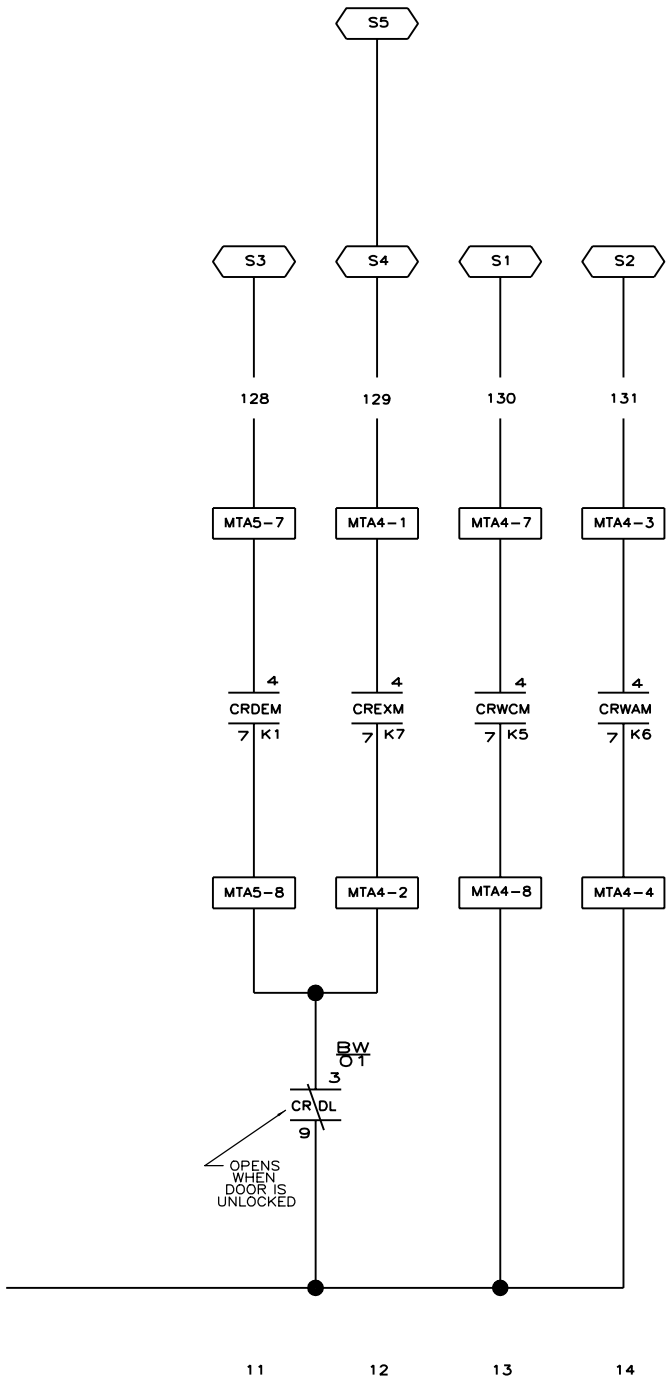 S5
S3 S4 S1 S2
128 129 130 131
MTA5-7 MTA4-1 MTA4-7 MTA4-3
4 4 4 4
CRDEM CREXM CRWCM CRWAM
7 K1 7 K7 7 K5 7 K6
MTA5-8 MTA4-2 MTA4-8 MTA4-4
BW
01
3
CR DL
9
OPENS
WHEN
DOOR IS
UNLOCKED
11 12 13 14